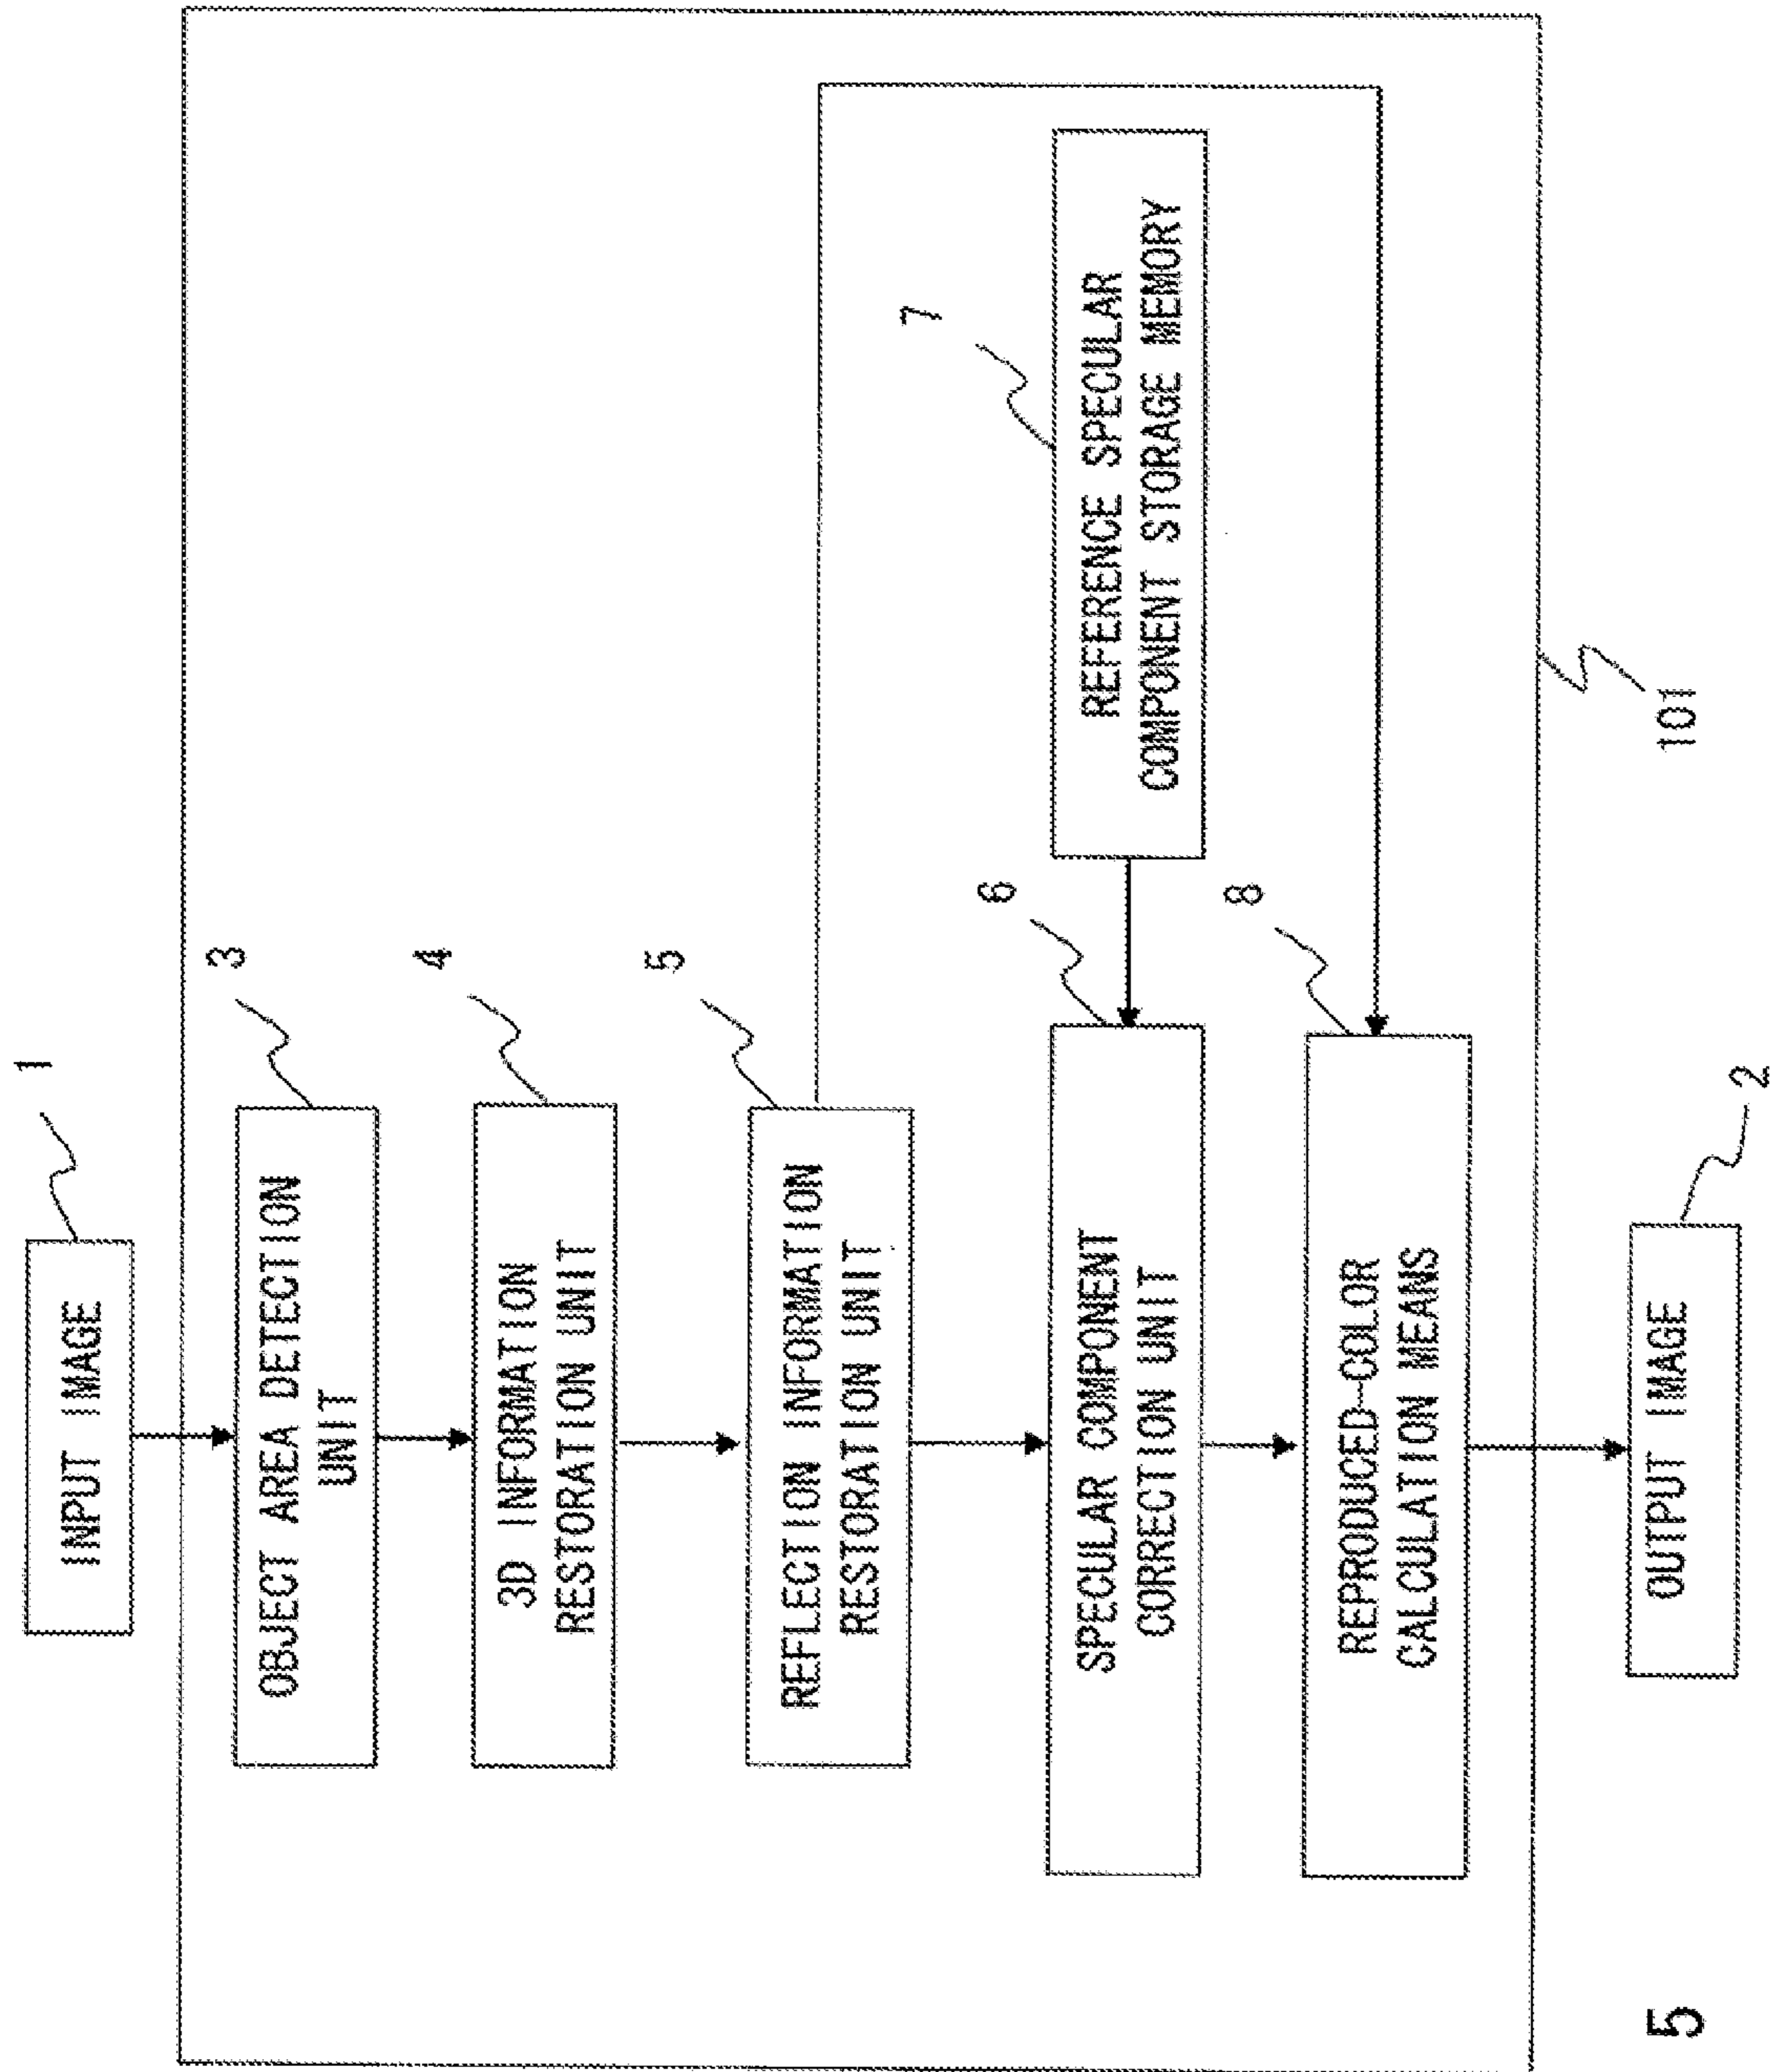 1
INPUT IMAGE
3
OBJECT AREA DETECTION
UNIT
4
3D INFORMATION
RESTORATION UNIT
5
REFLECTION INFORMATION
RESTORATION UNIT
6
SPECULAR COMPONENT
CORRECTION UNIT
7
REFERENCE SPECULAR
COMPONENT STORAGE MEMORY
8
REPRODUCED-COLOR
CALCULATION MEANS
101
2
OUTPUT IMAGE
5